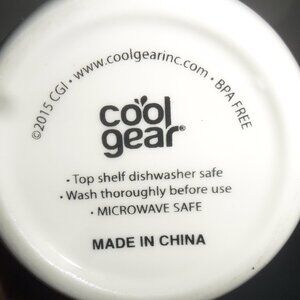 ©2015 CGI • www.coolgearinc.com • BPA FREE
cool
gear®
• Top shelf dishwasher safe
• Wash thoroughly before use
• MICROWAVE SAFE
MADE IN CHINA